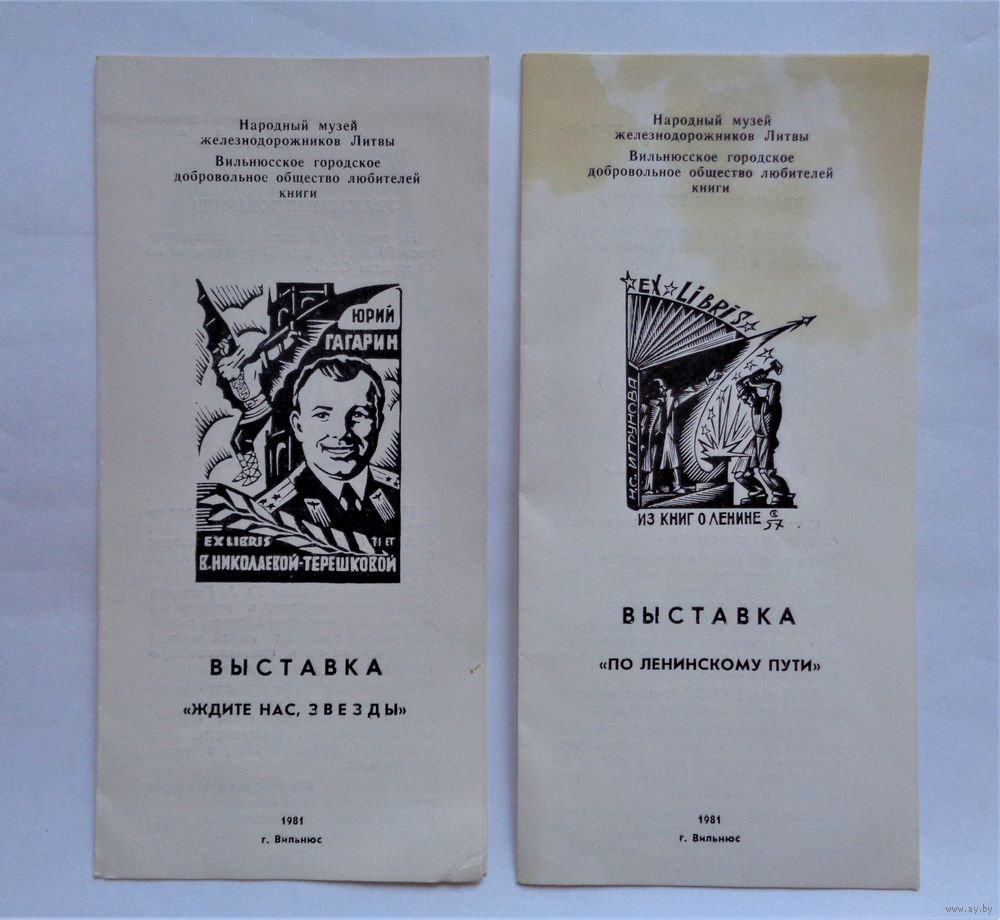 Народный музей
железнодорожников Литвы
Вильнюсское городское
добровольное общество любителей
книги
ЮРИЙ
ГАГАРИН
EX LIBRIS
В.НИКОЛАЕВОЙ-ТЕРЕШКОВОЙ
ВЫСТАВКА
«ЖДИТЕ НАС, ЗВЕЗДЫ»
1981
г. Вильнюс
Народный музей
железнодорожников Литвы
Вильнюсское городское
добровольное общество любителей
книги
EX LIBRIS
Н.С. ИГРУНОВА
ИЗ КНИГ О ЛЕНИНЕ
57
ВЫСТАВКА
«ПО ЛЕНИНСКОМУ ПУТИ»
1981
г. Вильнюс
www.ay.by